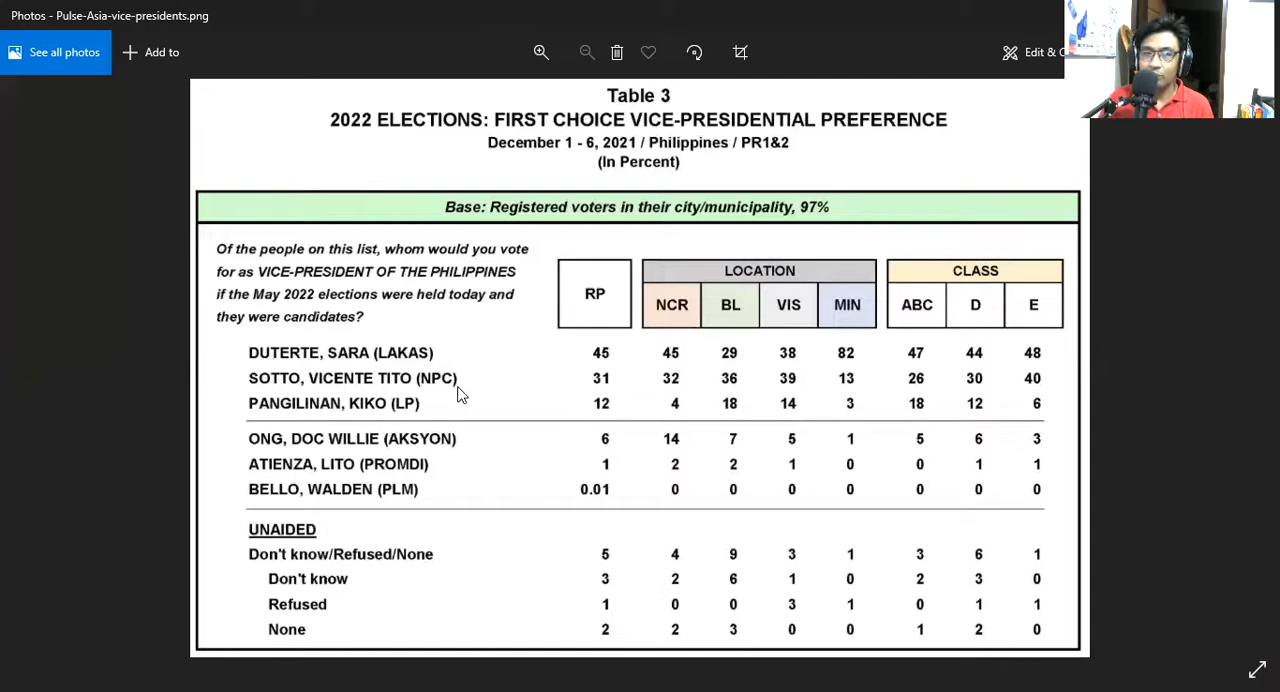 Photos - Pulse-Asia-vice-presidents.png
See all photos + Add to Edit & C
Table 3
2022 ELECTIONS: FIRST CHOICE VICE-PRESIDENTIAL PREFERENCE
December 1 - 6, 2021 / Philippines / PR1&2
(In Percent)
Base: Registered voters in their city/municipality, 97%
Of the people on this list, whom would you vote
for as VICE-PRESIDENT OF THE PHILIPPINES
if the May 2022 elections were held today and
they were candidates?
RP LOCATION CLASS
NCR BL VIS MIN ABC D E
DUTERTE, SARA (LAKAS) 45 45 29 38 82 47 44 48
SOTTO, VICENTE TITO (NPC) 31 32 36 39 13 26 30 40
PANGILINAN, KIKO (LP) 12 4 18 14 3 18 12 6
ONG, DOC WILLIE (AKSYON) 6 14 7 5 1 5 6 3
ATIENZA, LITO (PROMDI) 1 2 2 1 0 0 1 1
BELLO, WALDEN (PLM) 0.01 0 0 0 0 0 0 0
UNAIDED
Don't know/Refused/None 5 4 9 3 1 3 6 1
Don't know 3 2 6 1 0 2 3 0
Refused 1 0 0 3 1 0 1 1
None 2 2 3 0 0 1 2 0